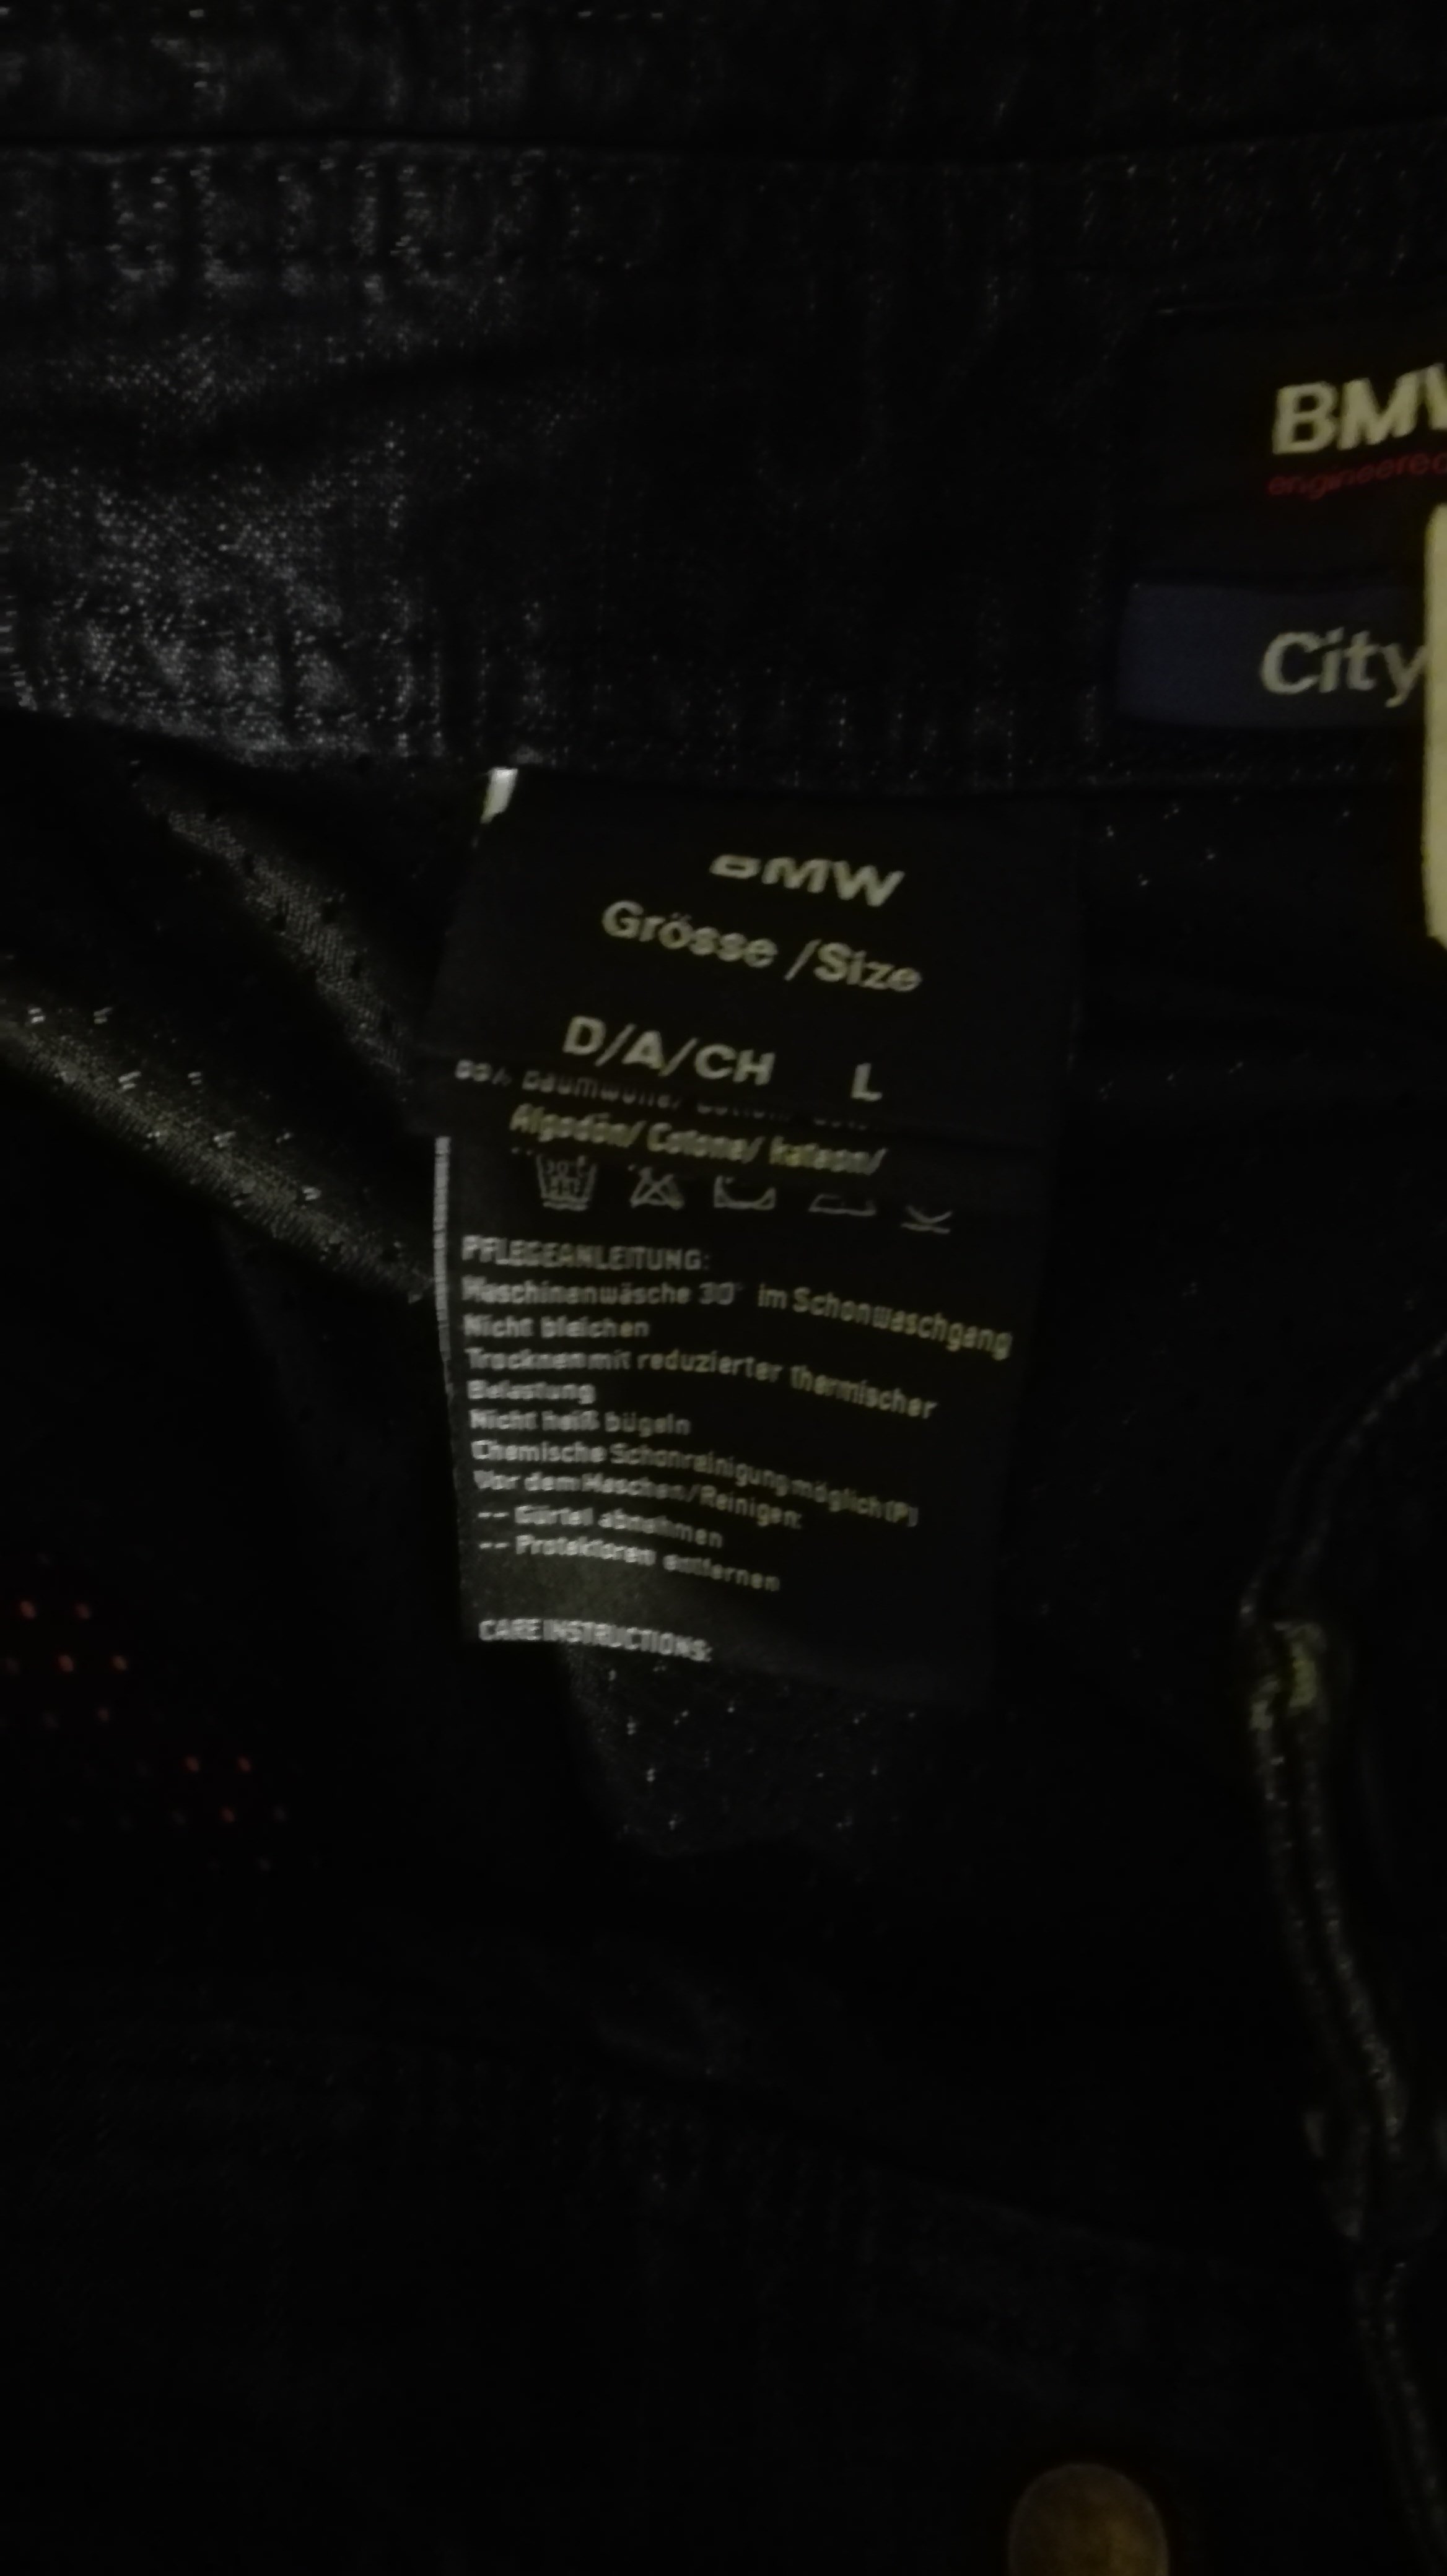 BMW
engineered
City
BMW
Grösse /Size
D/A/CH L
Algodón/ Cotone/ Katoen/
PFLEGEANLEITUNG:
Maschinenwäsche 30° im Schonwaschgang
Nicht bleichen
Trocknen mit reduzierter thermischer
Belastung
Nicht heiß bügeln
Chemische Schonreinigung möglich (P)
Vor dem Waschen/Reinigen:
-- Gürtel abnehmen
-- Protektoren entfernen
CARE INSTRUCTIONS: